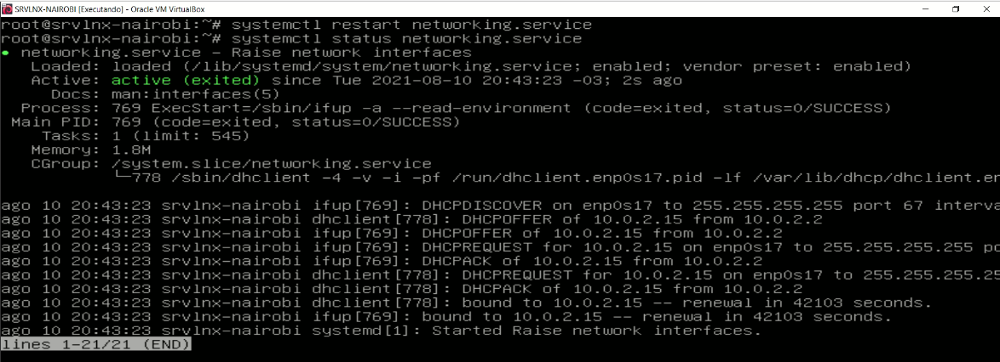 SRVLNX-NAIROBI [Executando] - Oracle VM VirtualBox
root@srvlnx-nairobi:~# systemctl restart networking.service
root@srvlnx-nairobi:~# systemctl status networking.service
● networking.service – Raise network interfaces
Loaded: loaded (/lib/systemd/system/networking.service; enabled; vendor preset: enabled)
Active: active (exited) since Tue 2021-08-10 20:43:23 -03; 2s ago
Docs: man:interfaces(5)
Process: 769 ExecStart=/sbin/ifup -a --read-environment (code=exited, status=0/SUCCESS)
Main PID: 769 (code=exited, status=0/SUCCESS)
Tasks: 1 (limit: 545)
Memory: 1.8M
CGroup: /system.slice/networking.service
└─778 /sbin/dhclient -4 -v -i -pf /run/dhclient.enp0s17.pid -lf /var/lib/dhcp/dhclient.en
ago 10 20:43:23 srvlnx-nairobi ifup[769]: DHCPDISCOVER on enp0s17 to 255.255.255.255 port 67 interva
ago 10 20:43:23 srvlnx-nairobi dhclient[778]: DHCPOFFER of 10.0.2.15 from 10.0.2.2
ago 10 20:43:23 srvlnx-nairobi ifup[769]: DHCPOFFER of 10.0.2.15 from 10.0.2.2
ago 10 20:43:23 srvlnx-nairobi ifup[769]: DHCPREQUEST for 10.0.2.15 on enp0s17 to 255.255.255.255 po
ago 10 20:43:23 srvlnx-nairobi ifup[769]: DHCPACK of 10.0.2.15 from 10.0.2.2
ago 10 20:43:23 srvlnx-nairobi dhclient[778]: DHCPREQUEST for 10.0.2.15 on enp0s17 to 255.255.255.25
ago 10 20:43:23 srvlnx-nairobi dhclient[778]: DHCPACK of 10.0.2.15 from 10.0.2.2
ago 10 20:43:23 srvlnx-nairobi dhclient[778]: bound to 10.0.2.15 -- renewal in 42103 seconds.
ago 10 20:43:23 srvlnx-nairobi ifup[769]: bound to 10.0.2.15 -- renewal in 42103 seconds.
ago 10 20:43:23 srvlnx-nairobi systemd[1]: Started Raise network interfaces.
lines 1-21/21 (END)